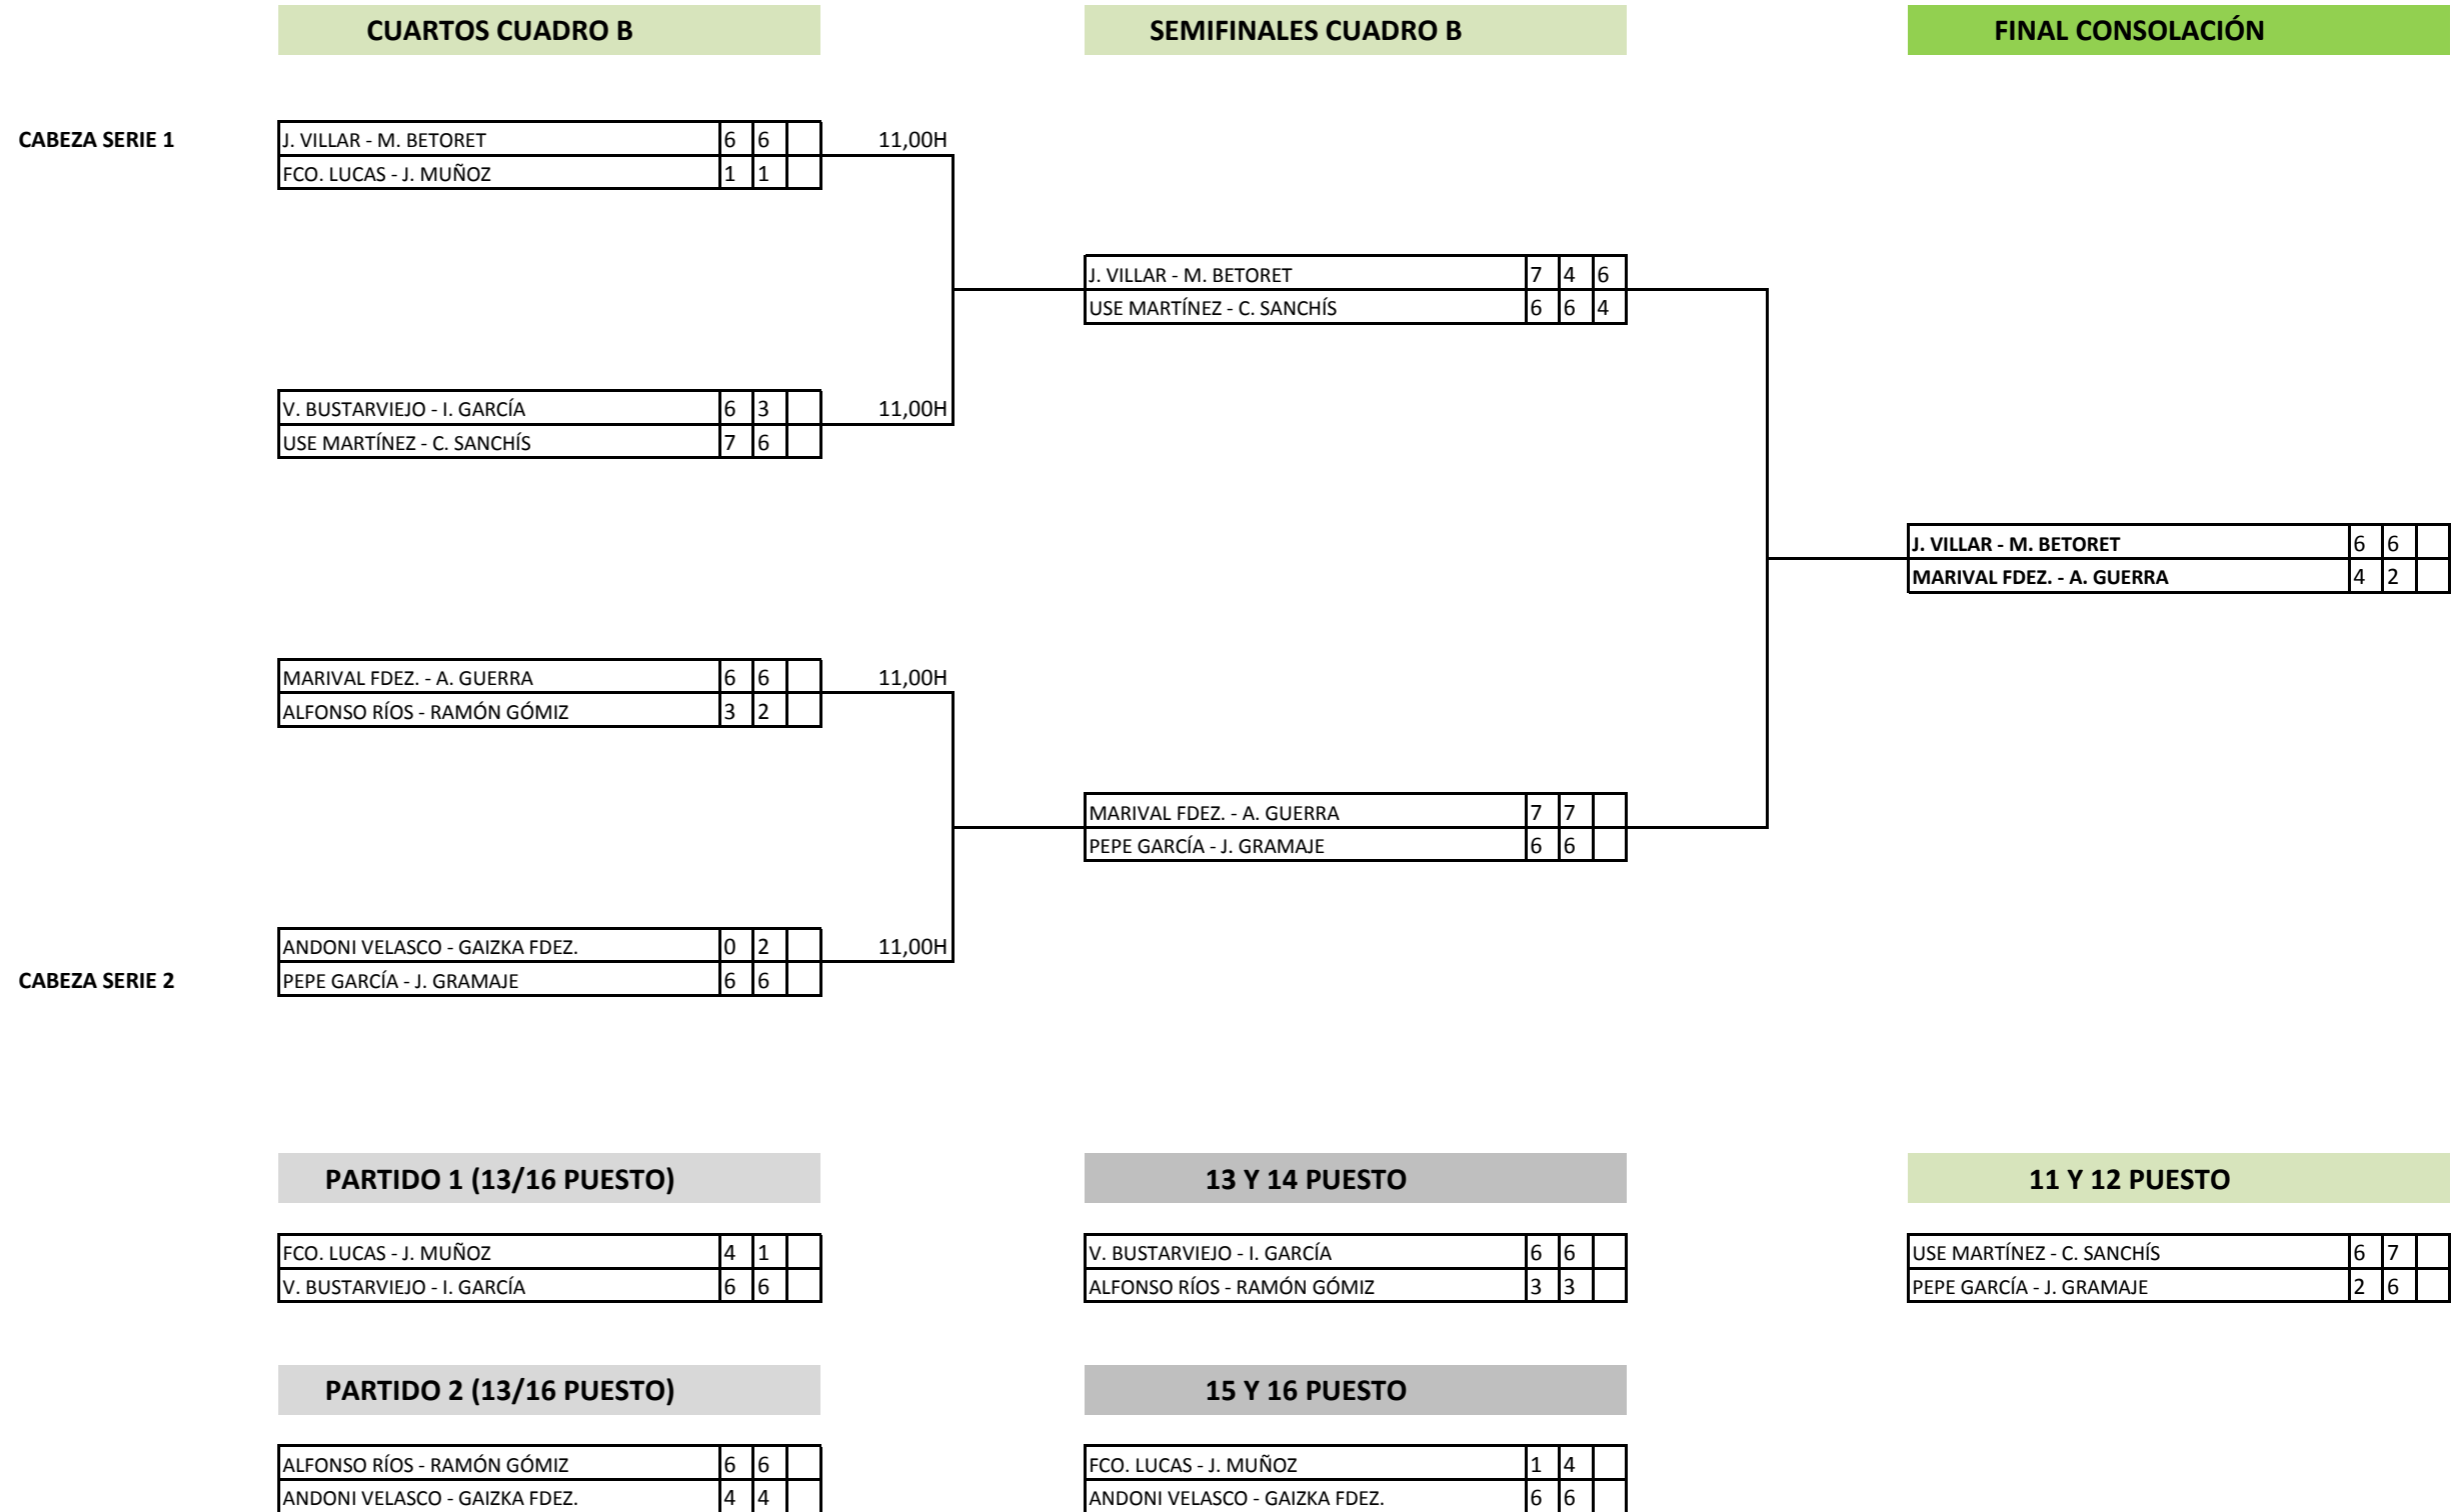 CUARTOS CUADRO B
SEMIFINALES CUADRO B
FINAL CONSOLACIÓN
CABEZA SERIE 1
J. VILLAR - M. BETORET 6 6 11,00H
FCO. LUCAS - J. MUÑOZ 1 1
J. VILLAR - M. BETORET 7 4 6
USE MARTÍNEZ - C. SANCHÍS 6 6 4
V. BUSTARVIEJO - I. GARCÍA 6 3 11,00H
USE MARTÍNEZ - C. SANCHÍS 7 6
J. VILLAR - M. BETORET 6 6
MARIVAL FDEZ. - A. GUERRA 4 2
MARIVAL FDEZ. - A. GUERRA 6 6 11,00H
ALFONSO RÍOS - RAMÓN GÓMIZ 3 2
MARIVAL FDEZ. - A. GUERRA 7 7
PEPE GARCÍA - J. GRAMAJE 6 6
ANDONI VELASCO - GAIZKA FDEZ. 0 2 11,00H
CABEZA SERIE 2
PEPE GARCÍA - J. GRAMAJE 6 6
PARTIDO 1 (13/16 PUESTO)
13 Y 14 PUESTO
11 Y 12 PUESTO
FCO. LUCAS - J. MUÑOZ 4 1
V. BUSTARVIEJO - I. GARCÍA 6 6
V. BUSTARVIEJO - I. GARCÍA 6 6
ALFONSO RÍOS - RAMÓN GÓMIZ 3 3
USE MARTÍNEZ - C. SANCHÍS 6 7
PEPE GARCÍA - J. GRAMAJE 2 6
PARTIDO 2 (13/16 PUESTO)
15 Y 16 PUESTO
ALFONSO RÍOS - RAMÓN GÓMIZ 6 6
ANDONI VELASCO - GAIZKA FDEZ. 4 4
FCO. LUCAS - J. MUÑOZ 1 4
ANDONI VELASCO - GAIZKA FDEZ. 6 6